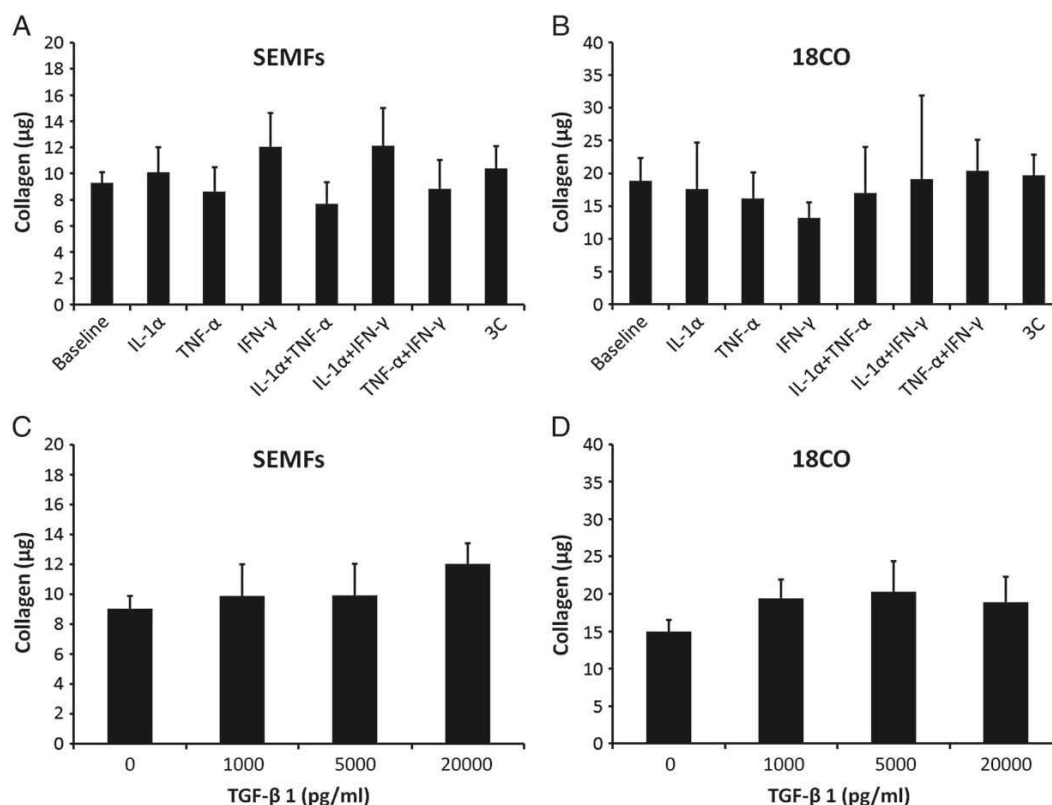 A
SEMFs
Collagen (µg)
20
18
16
14
12
10
8
6
4
2
0
Baseline
IL-1α
TNF-α
IFN-γ
IL-1α+TNF-α
IL-1α+IFN-γ
TNF-α+IFN-γ
3C
B
18CO
Collagen (µg)
40
35
30
25
20
15
10
5
0
Baseline
IL-1α
TNF-α
IFN-γ
IL-1α+TNF-α
IL-1α+IFN-γ
TNF-α+IFN-γ
3C
C
SEMFs
Collagen (µg)
20
18
16
14
12
10
8
6
4
2
0
0 1000 5000 20000
TGF-β 1 (pg/ml)
D
18CO
Collagen (µg)
40
35
30
25
20
15
10
5
0
0 1000 5000 20000
TGF-β 1 (pg/ml)